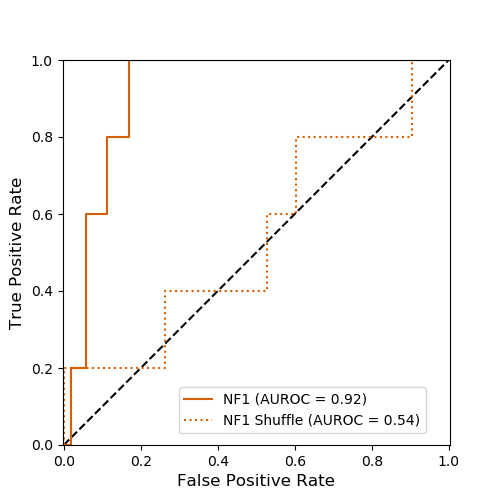 1.0
0.8
0.6
0.4
0.2
0.0
True Positive Rate
NF1 (AUROC = 0.92)
NF1 Shuffle (AUROC = 0.54)
0.0 0.2 0.4 0.6 0.8 1.0
False Positive Rate